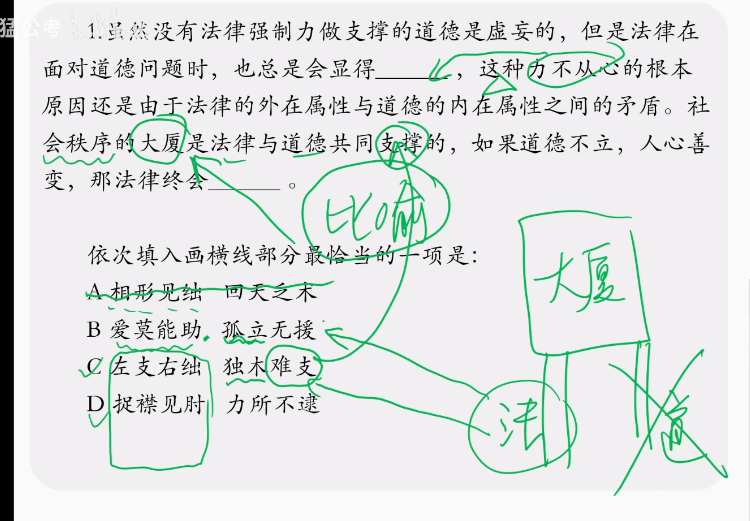 猛公考
1.虽然没有法律强制力做支撑的道德是虚妄的，但是法律在
面对道德问题时，也总是会显得______，这种力不从心的根本
原因还是由于法律的外在属性与道德的内在属性之间的矛盾。社
会秩序的大厦是法律与道德共同支撑的，如果道德不立，人心善
变，那法律终会______。
比喻
依次填入画横线部分最恰当的一项是：
大厦
A 相形见绌 回天乏术
B 爱莫能助 孤立无援
C 左支右绌 独木难支
D 捉襟见肘 力所不逮
法
道